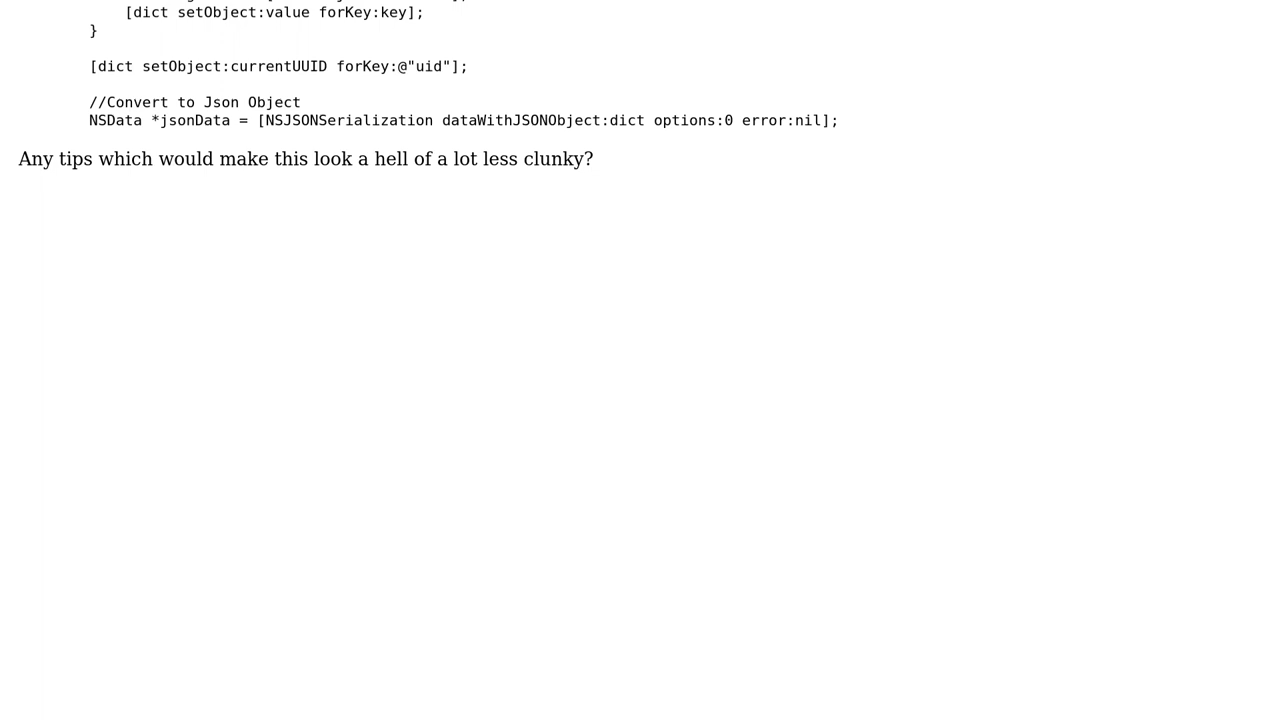 [dict setObject:value forKey:key];
}
[dict setObject:currentUUID forKey:@"uid"];
//Convert to Json Object
NSData *jsonData = [NSJSONSerialization dataWithJSONObject:dict options:0 error:nil];
Any tips which would make this look a hell of a lot less clunky?